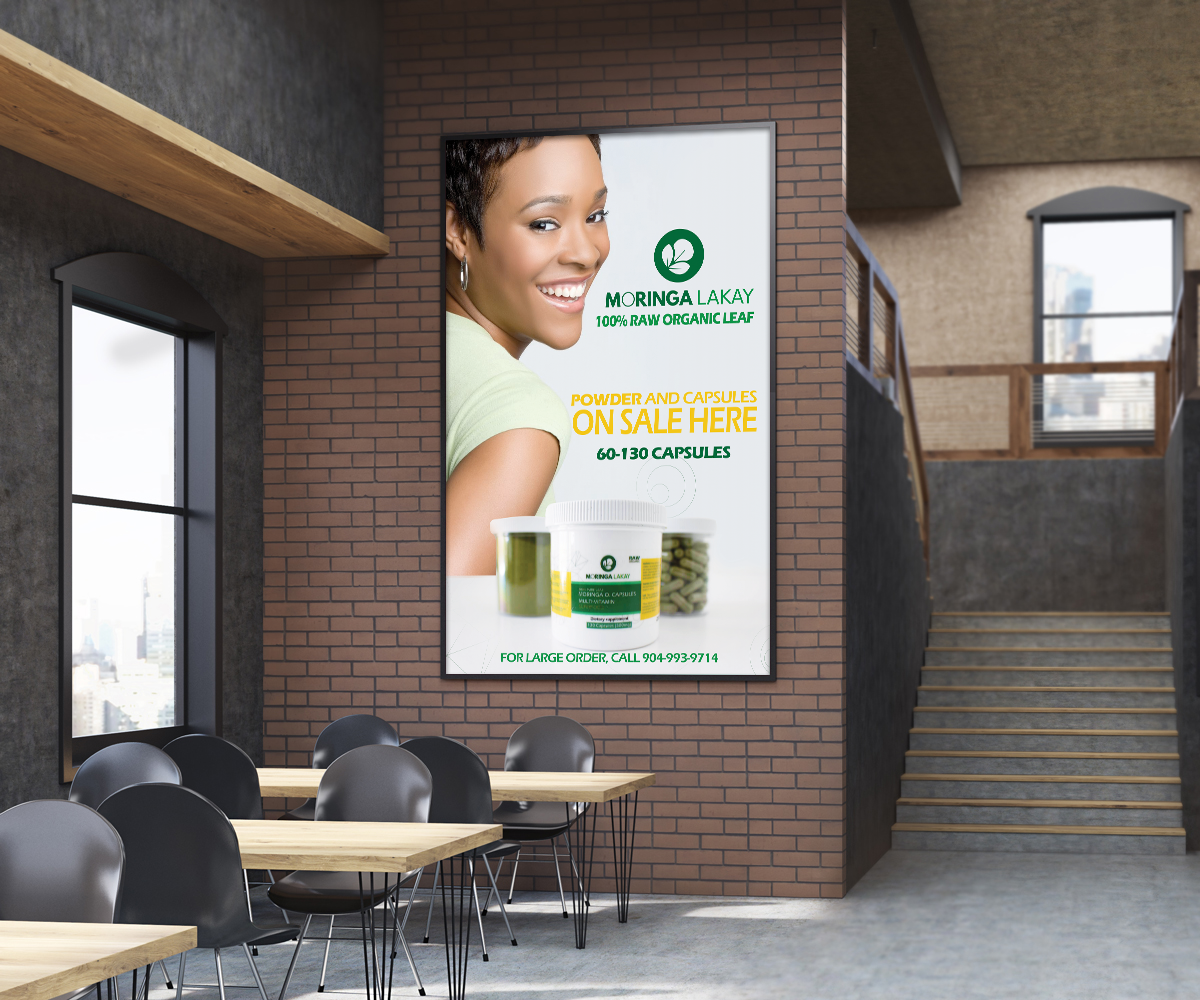 MORINGA LAKAY
100% RAW ORGANIC LEAF
POWDER AND CAPSULES
ON SALE HERE
60-130 CAPSULES
RAW
MORINGA LAKAY
MORINGA O. CAPSULES
MULTI-VITAMIN
Dietary supplement
FOR LARGE ORDER, CALL 904-993-9714